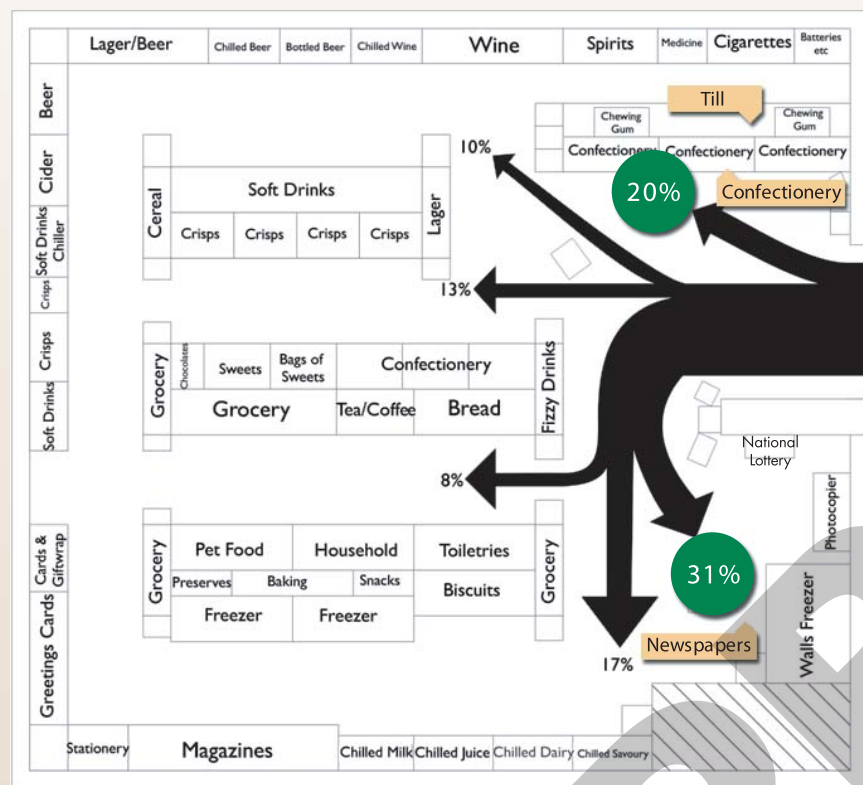 Lager/Beer
Chilled Beer
Bottled Beer
Chilled Wine
Wine
Spirits
Medicine
Cigarettes
Batteries
etc
Beer
Cider
Soft Drinks
Chiller
Crisps
Crisps
Soft Drinks
Cards &
Giftwrap
Greetings Cards
Till
Chewing
Gum
Chewing
Gum
Confectionery
Confectionery
Confectionery
20%
Confectionery
10%
Cereal
Soft Drinks
Crisps
Crisps
Crisps
Crisps
Lager
13%
Grocery
Chocolates
Sweets
Bags of
Sweets
Confectionery
Grocery
Tea/Coffee
Bread
Fizzy Drinks
National
Lottery
8%
Photocopier
Grocery
Pet Food
Household
Toiletries
Preserves
Baking
Snacks
Biscuits
Freezer
Freezer
Grocery
31%
Newspapers
17%
Walls Freezer
Stationery
Magazines
Chilled Milk
Chilled Juice
Chilled Dairy
Chilled Savoury